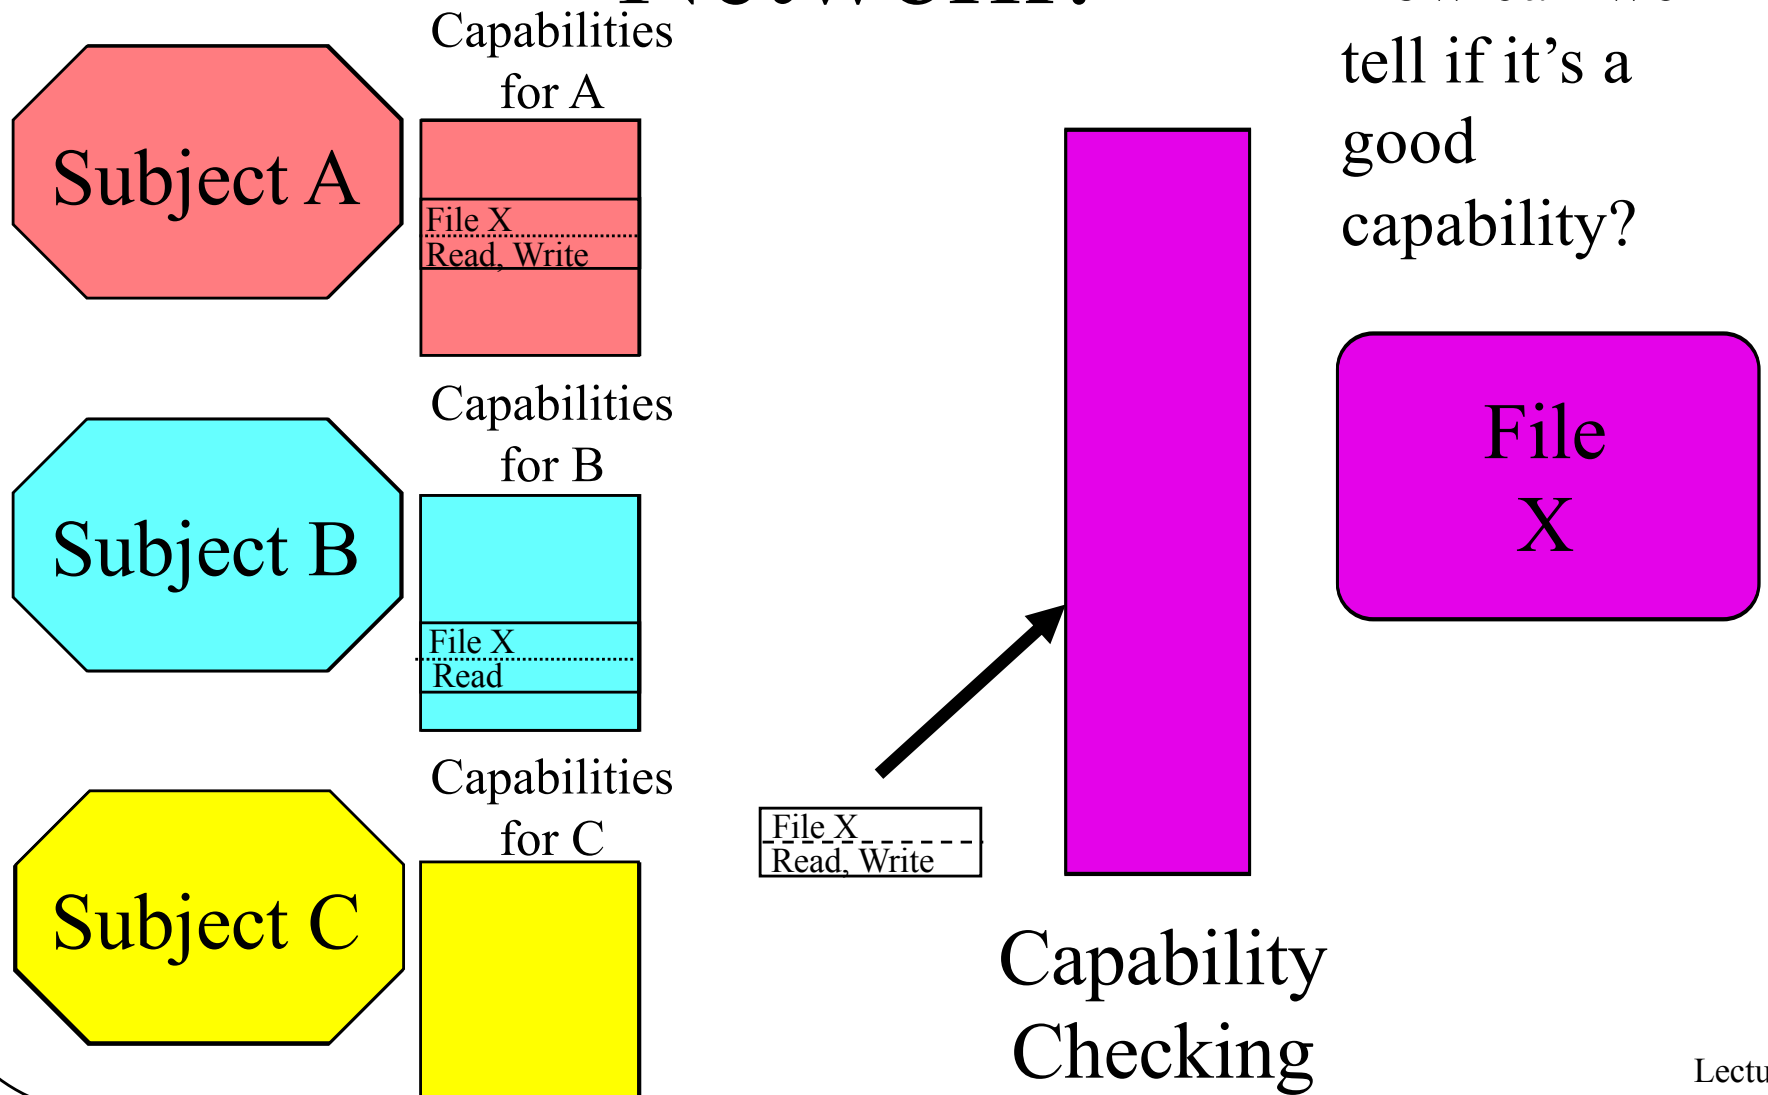 Capabilities
for A
Subject A
File X
Read, Write
tell if it’s a
good
capability?
Capabilities
for B
Subject B
File X
Read
File
X
Capabilities
for C
Subject C
File X
Read, Write
Capability
Checking